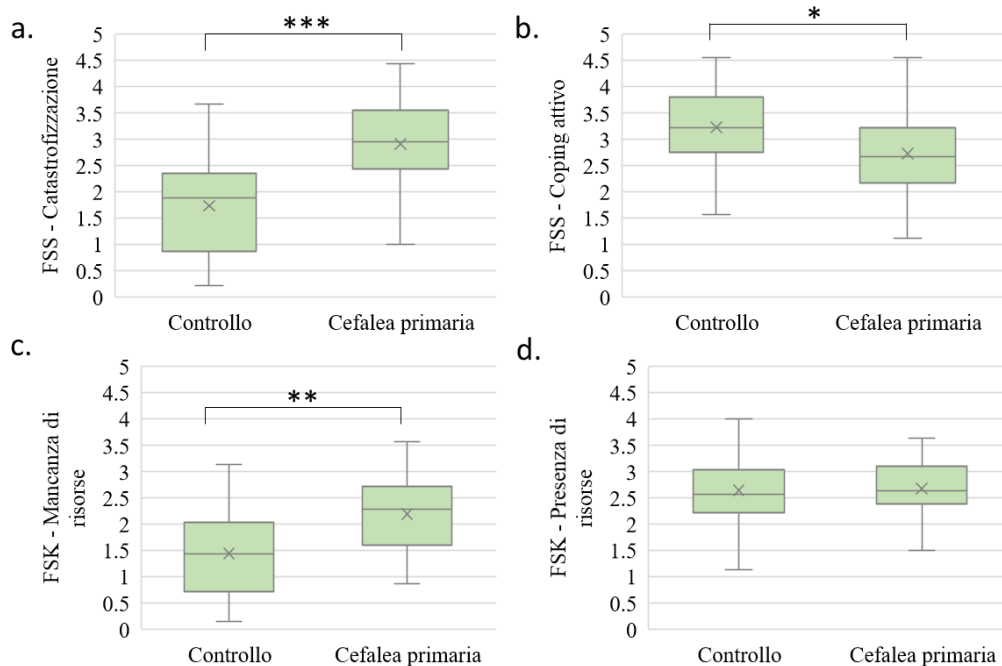 a.
***
5
4.5
4
3.5
3
2.5
2
1.5
1
0.5
0
FSS - Catastrofizzazione
Controllo
Cefalea primaria
b.
*
5
4.5
4
3.5
3
2.5
2
1.5
1
0.5
0
FSS - Coping attivo
Controllo
Cefalea primaria
c.
**
5
4.5
4
3.5
3
2.5
2
1.5
1
0.5
0
FSK - Mancanza di
risorse
Controllo
Cefalea primaria
d.
5
4.5
4
3.5
3
2.5
2
1.5
1
0.5
0
FSK - Presenza di
risorse
Controllo
Cefalea primaria